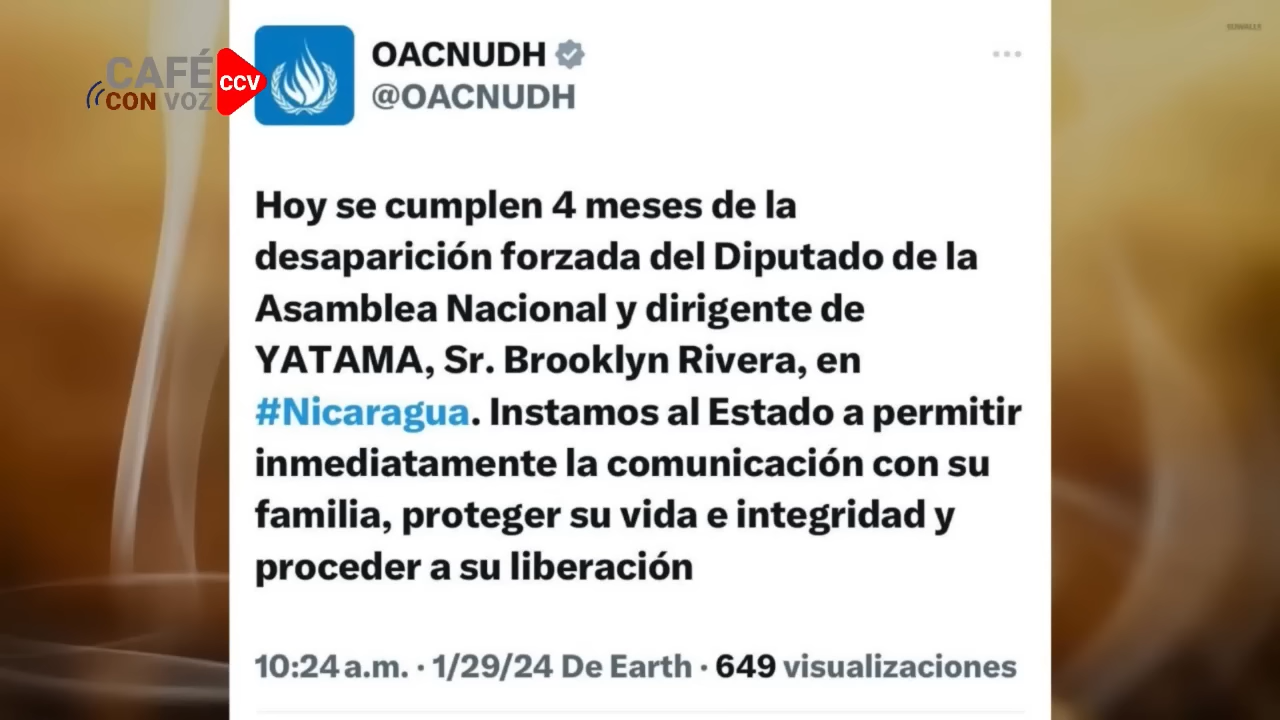 CAFÉ
CON VOZ
CCV
OACNUDH
@OACNUDH
Hoy se cumplen 4 meses de la
desaparición forzada del Diputado de la
Asamblea Nacional y dirigente de
YATAMA, Sr. Brooklyn Rivera, en
#Nicaragua. Instamos al Estado a permitir
inmediatamente la comunicación con su
familia, proteger su vida e integridad y
proceder a su liberación
10:24 a.m. · 1/29/24 De Earth · 649 visualizaciones